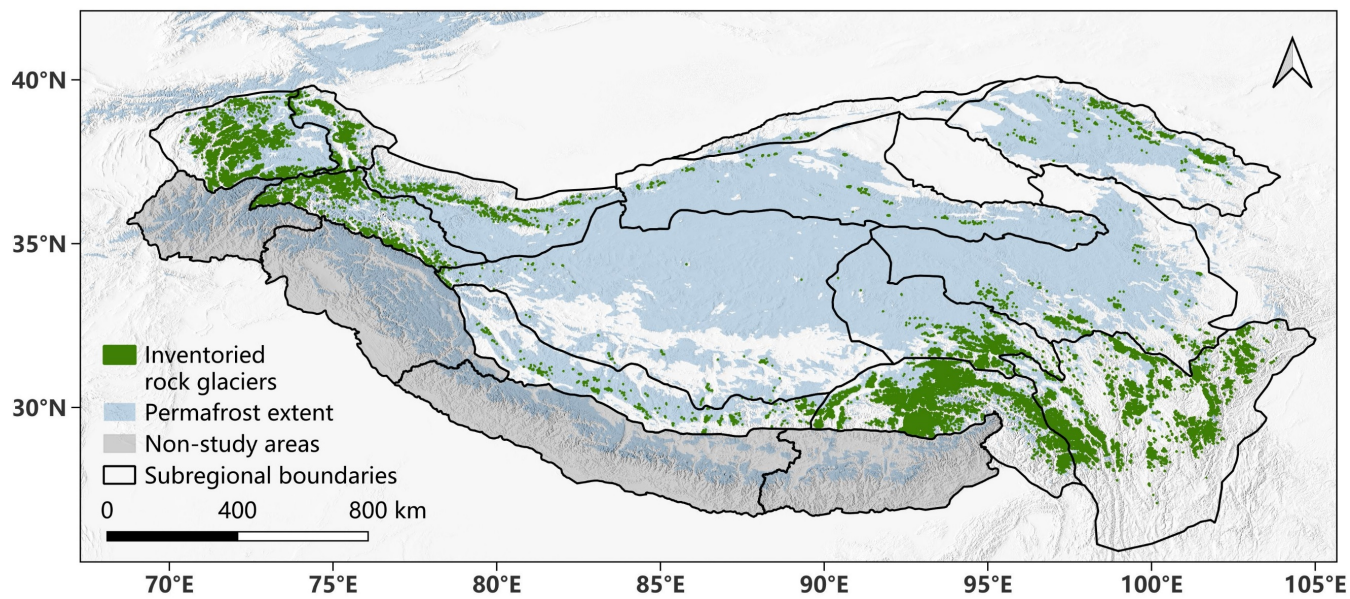 40°N
35°N
30°N
Inventoried
rock glaciers
Permafrost extent
Non-study areas
Subregional boundaries
0 400 800 km
70°E 75°E 80°E 85°E 90°E 95°E 100°E 105°E